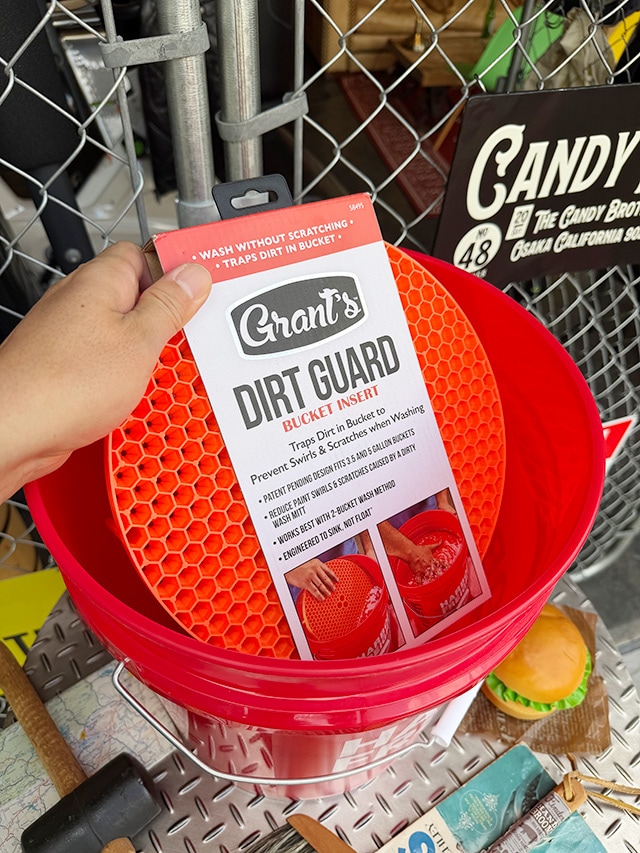 58495
• WASH WITHOUT SCRATCHING •
• TRAPS DIRT IN BUCKET •
Grant's
DIRT GUARD
BUCKET INSERT
Traps Dirt in Bucket to
Prevent Swirls & Scratches when Washing
• PATENT PENDING DESIGN FITS 3.5 AND 5 GALLON BUCKETS
• REDUCE PAINT SWIRLS & SCRATCHES CAUSED BY A DIRTY
WASH MITT
• WORKS BEST WITH 2-BUCKET WASH METHOD
• ENGINEERED TO SINK, NOT FLOAT
CANDY
NO
48
THE CANDY BROT
OSAKA CALIFORNIA 90